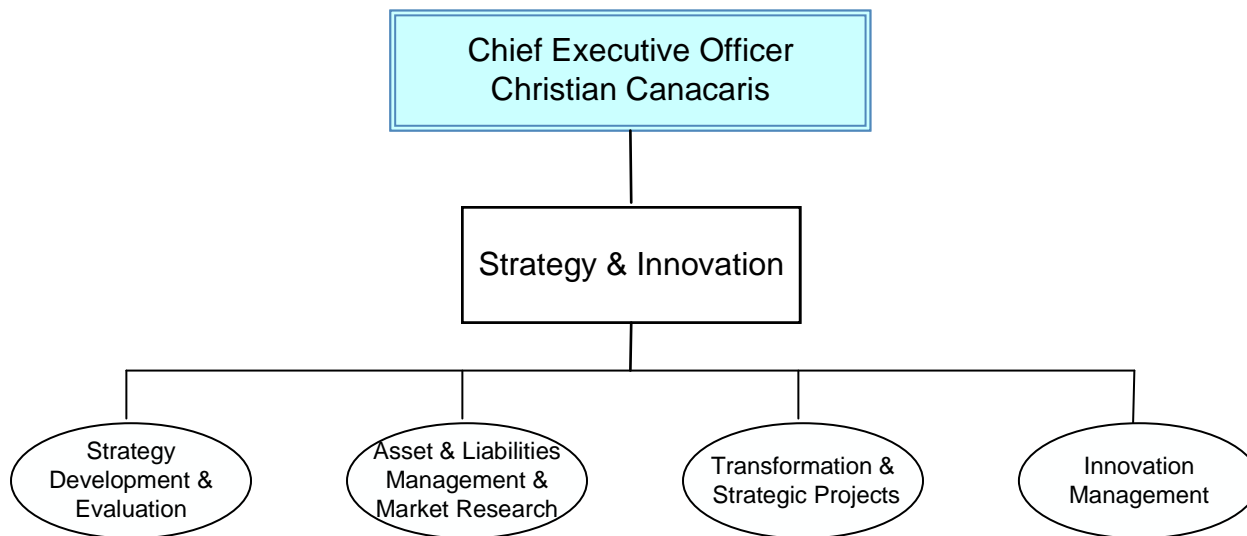 Chief Executive Officer
Christian Canacaris
Strategy & Innovation
Strategy
Development &
Evaluation
Asset & Liabilities
Management &
Market Research
Transformation &
Strategic Projects
Innovation
Management